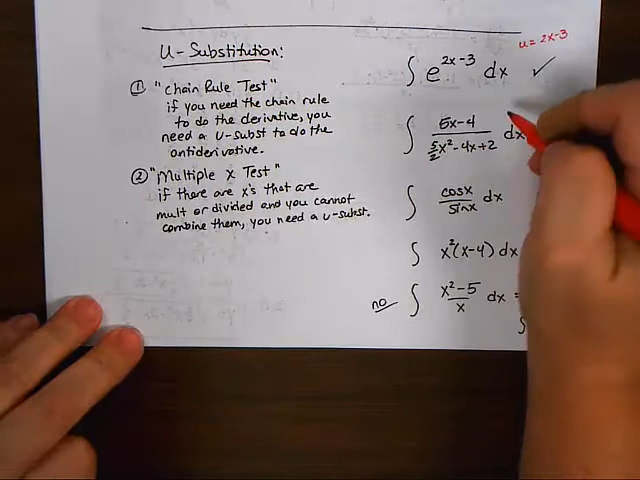 U-Substitution:
① "Chain Rule Test"
if you need the chain rule
to do the derivative, you
need a U-subst to do the
antiderivative.
② "Multiple x Test"
if there are x's that are
mult or divided and you cannot
combine them, you need a u-subst.
u = 2x-3
∫ e^{2x-3} dx ✓
∫ (5x-4)/(5/2 x²-4x+2) dx
∫ cosx/sinx dx
∫ x²(x-4) dx
no ∫ (x²-5)/x dx =
∫